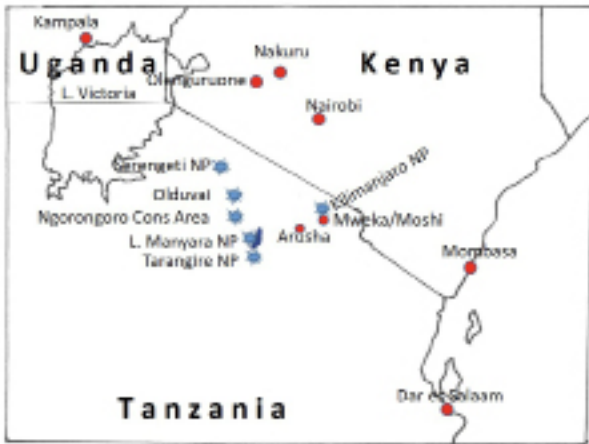 Kampala
Uganda
Nakuru
Kenya
Olenguruone
L. Victoria
Nairobi
Serengeti NP
Kilimanjaro NP
Olduvai
Ngorongoro Cons Area
Mweka/Moshi
Arusha
L. Manyara NP
Tarangire NP
Mombasa
Tanzania
Dar es Salaam